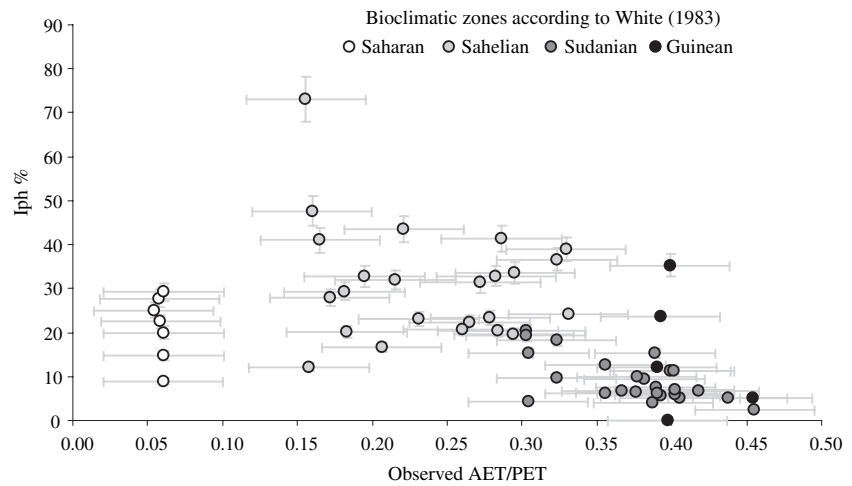 Bioclimatic zones according to White (1983)
Saharan Sahelian Sudanian Guinean
90
80
70
60
50
40
30
20
10
0
Iph %
0.00 0.05 0.10 0.15 0.20 0.25 0.30 0.35 0.40 0.45 0.50
Observed AET/PET